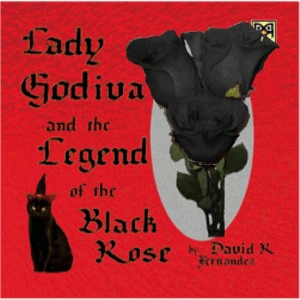 Lady
Godiva
and the
Legend
of the
Black
Rose
by David R
Fernandez